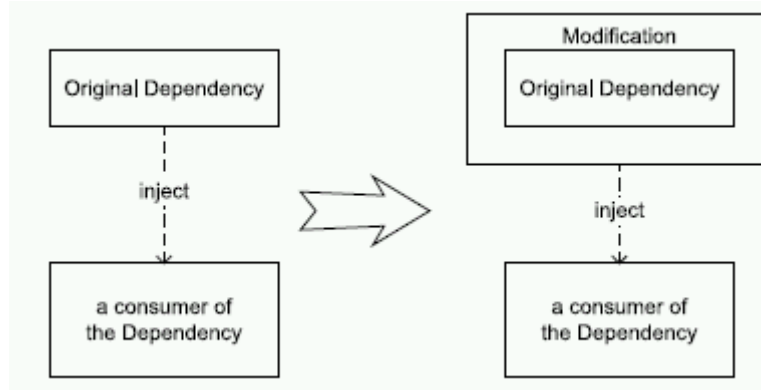 Original Dependency
inject
a consumer of
the Dependency
Modification
Original Dependency
inject
a consumer of
the Dependency